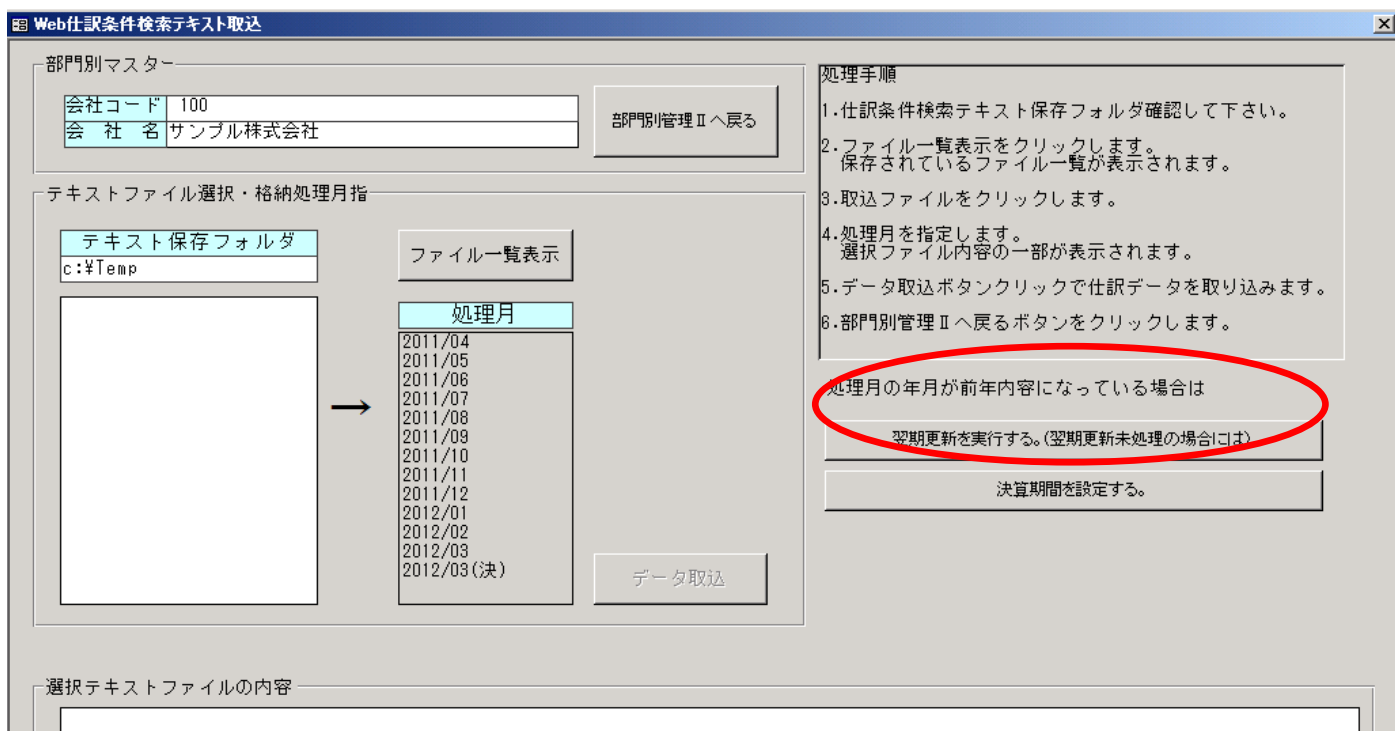 Web仕訳条件検索テキスト取込
部門別マスター
会社コード 100
会 社 名 サンプル株式会社
部門別管理Ⅱへ戻る
テキストファイル選択・格納処理月指
テキスト保存フォルダ
c:¥Temp
ファイル一覧表示
処理月
2011/04
2011/05
2011/06
2011/07
2011/08
2011/09
2011/10
2011/11
2011/12
2012/01
2012/02
2012/03
2012/03(決)
→
データ取込
処理手順
1.仕訳条件検索テキスト保存フォルダ確認して下さい。
2.ファイル一覧表示をクリックします。
保存されているファイル一覧が表示されます。
3.取込ファイルをクリックします。
4.処理月を指定します。
選択ファイル内容の一部が表示されます。
5.データ取込ボタンクリックで仕訳データを取り込みます。
6.部門別管理Ⅱへ戻るボタンをクリックします。
処理月の年月が前年内容になっている場合は
翌期更新を実行する。(翌期更新未処理の場合には)
決算期間を設定する。
選択テキストファイルの内容